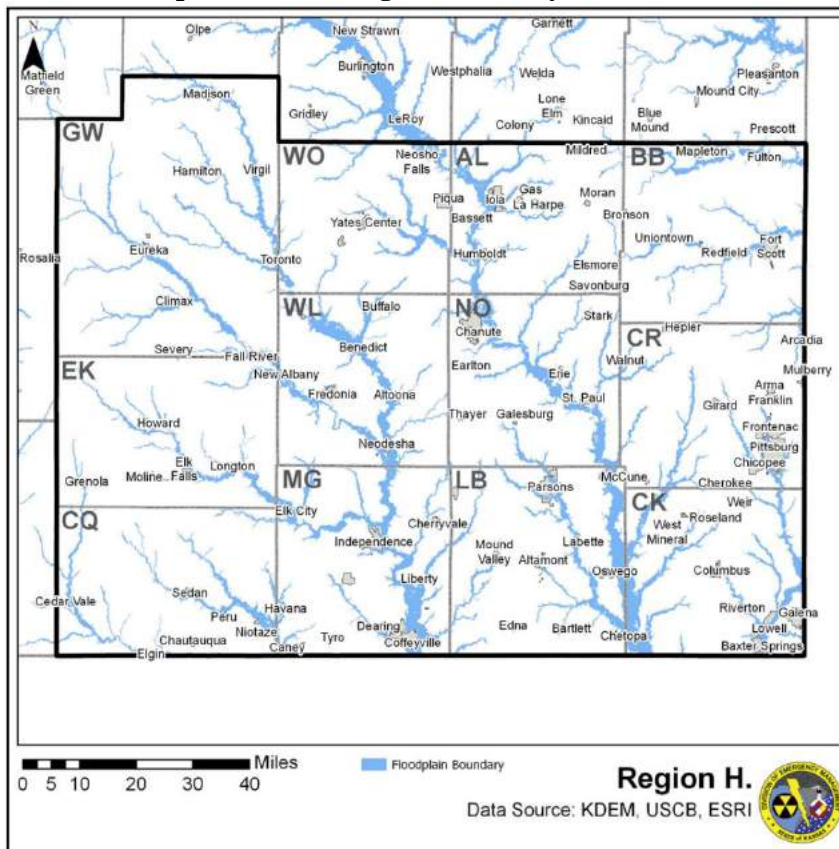 N
Olpe
New Strawn
Garnett
Matfield
Green
Burlington
Westphalia
Welda
Pleasanton
Madison
Mound City
Gridley
LeRoy
Lone
Elm
Colony
Kincaid
Blue
Mound
Prescott
GW
WO
AL
BB
Neosho
Falls
Mildred
Mapleton
Fulton
Hamilton
Virgil
Piqua
Iola
Gas
La Harpe
Moran
Bassett
Bronson
Yates Center
Uniontown
Redfield
Fort
Scott
Rosalia
Eureka
Toronto
Humboldt
Elsmore
Savonburg
Climax
WL
Buffalo
NO
Stark
Chanute
CR
Hepler
Arcadia
Severy
Fall River
Benedict
Earlton
Walnut
Mulberry
EK
New Albany
Erie
Fredonia
Altoona
St. Paul
Arma
Franklin
Girard
Howard
Thayer
Galesburg
Frontenac
Pittsburg
Chicopee
Neodesha
Elk
Falls
Longton
Grenola
Moline
MG
LB
McCune
Cherokee
Parsons
CK
Weir
CQ
Elk City
Cherryvale
West
Mineral
Roseland
Independence
Mound
Valley
Altamont
Labette
Liberty
Oswego
Columbus
Cedar Vale
Sedan
Havana
Peru
Niotaze
Riverton
Galena
Lowell
Chautauqua
Tyro
Dearing
Edna
Bartlett
Chetopa
Elgin
Caney
Coffeyville
Baxter Springs
Miles
0 5 10 20 30 40
Floodplain Boundary
Region H.
Data Source: KDEM, USCB, ESRI
DIVISION OF EMERGENCY MANAGEMENT
STATE of KANSAS